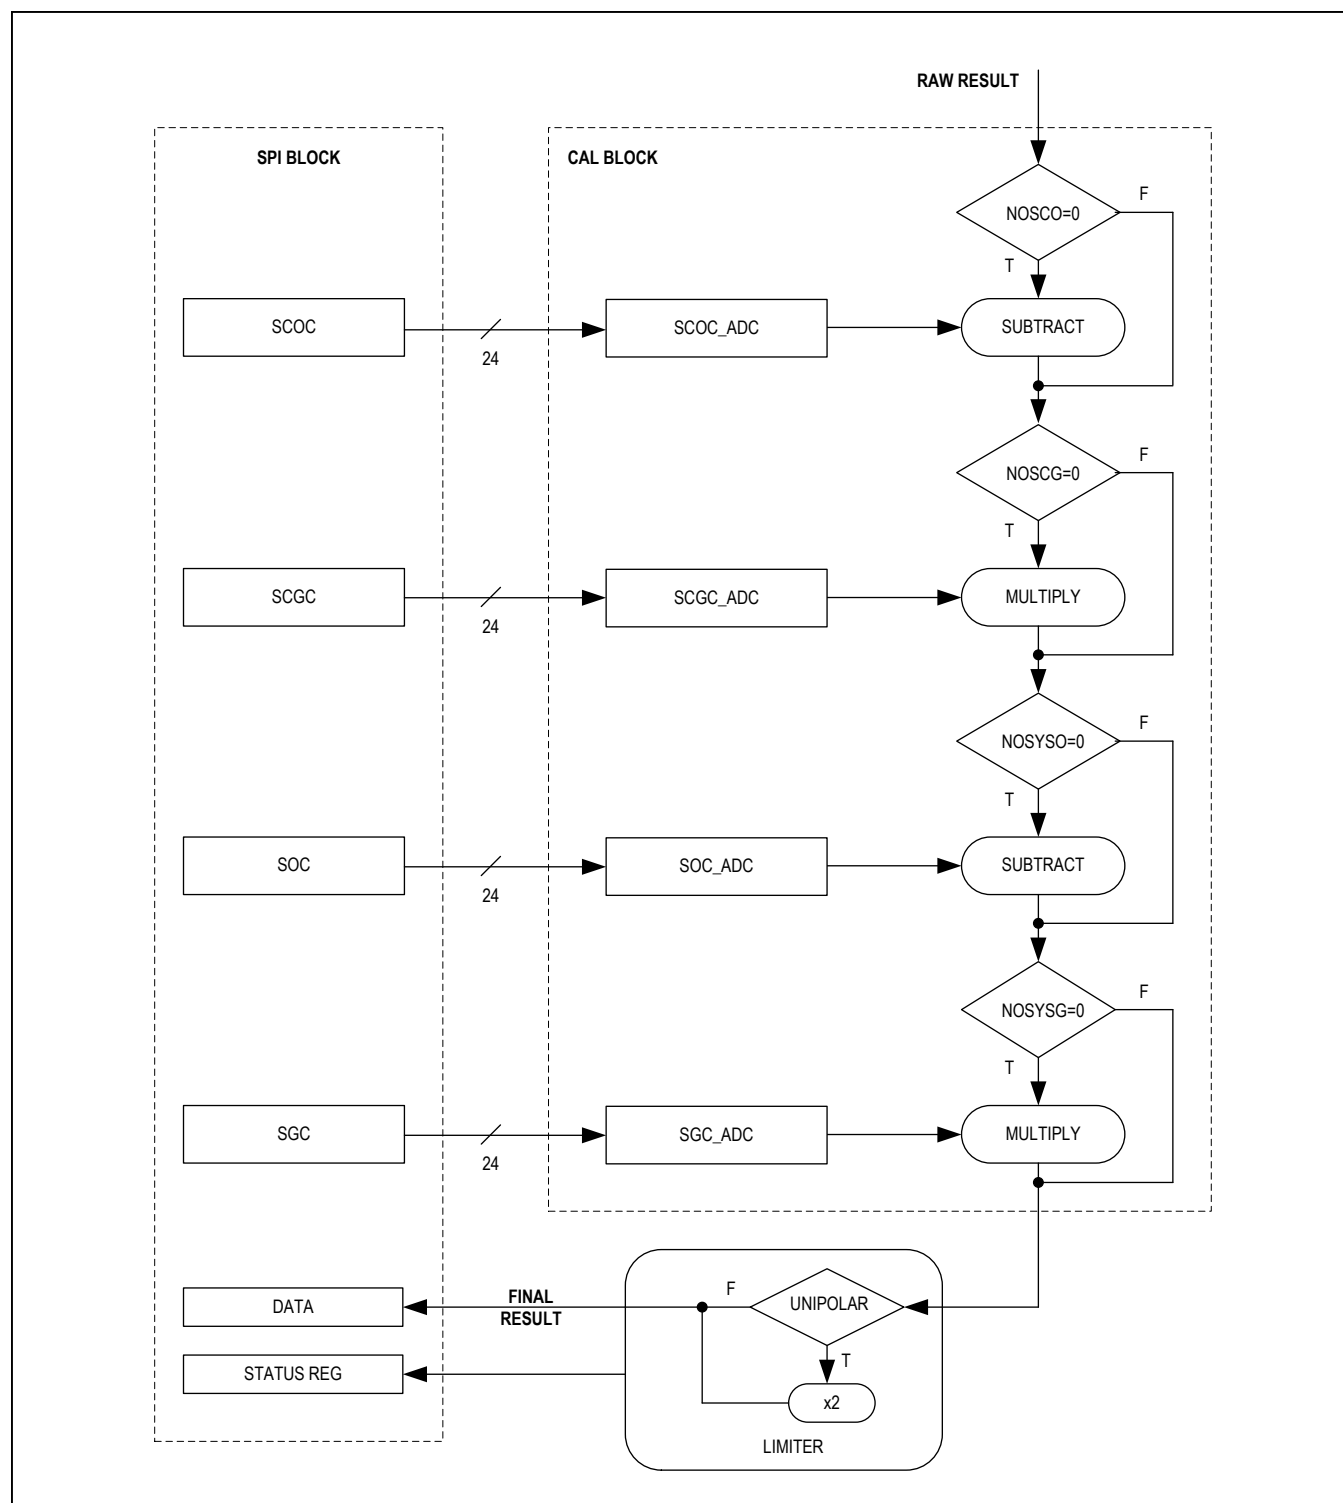 RAW RESULT
SPI BLOCK
CAL BLOCK
NOSCO=0
F
T
SCOC
24
SCOC_ADC
SUBTRACT
NOSCG=0
F
T
SCGC
24
SCGC_ADC
MULTIPLY
NOSYSO=0
F
T
SOC
24
SOC_ADC
SUBTRACT
NOSYSG=0
F
T
SGC
24
SGC_ADC
MULTIPLY
DATA
FINAL
RESULT
F
UNIPOLAR
T
STATUS REG
x2
LIMITER